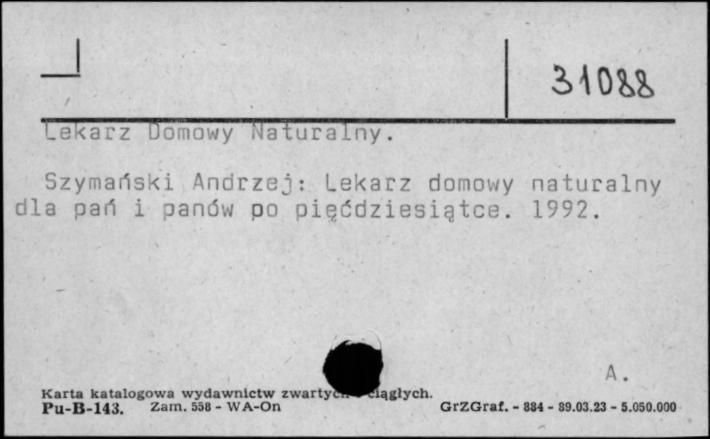 31088
Lekarz Domowy Naturalny.
Szymański Andrzej: Lekarz domowy naturalny
dla pań i panów po pięćdziesiątce. 1992.
A.
Karta katalogowa wydawnictw ciągłych.
Pu-B-143. Zam. 558 - WA-On GrZGraf. - 884 - 89.03.23 - 5.050.000